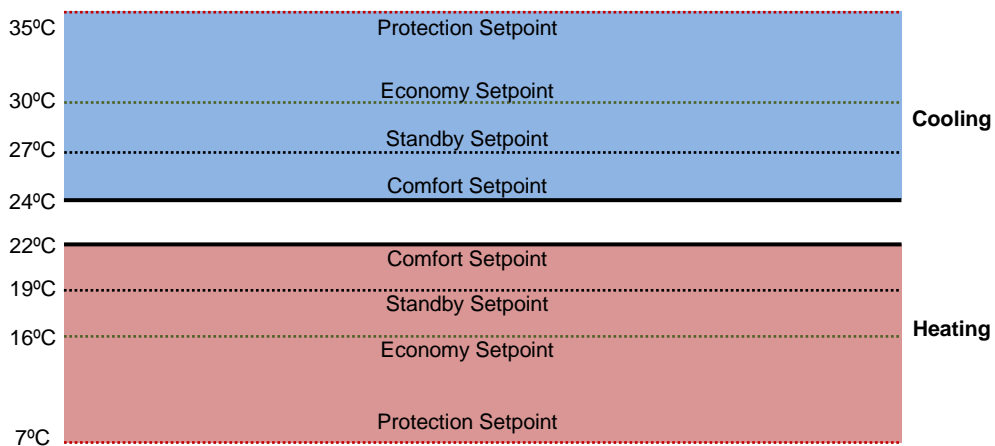 35ºC
Protection Setpoint
Economy Setpoint
30ºC
Cooling
Standby Setpoint
27ºC
Comfort Setpoint
24ºC
22ºC
Comfort Setpoint
19ºC
Standby Setpoint
Heating
16ºC
Economy Setpoint
Protection Setpoint
7ºC